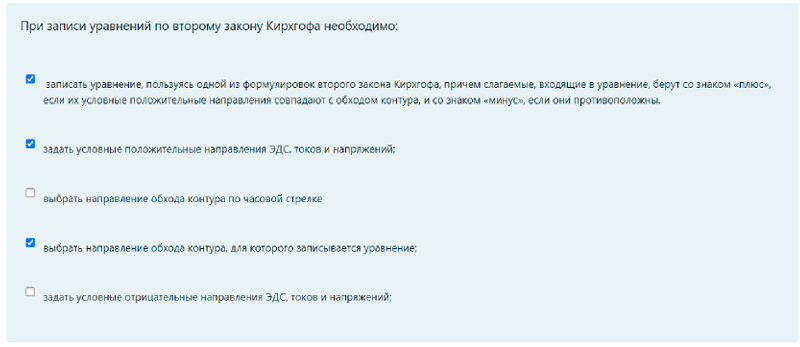 При записи уравнений по второму закону Кирхгофа необходимо:
записать уравнение, пользуясь одной из формулировок второго закона Кирхгофа, причем слагаемые, входящие в уравнение, берут со знаком «плюс»,
если их условные положительные направления совпадают с обходом контура, и со знаком «минус», если они противоположны.
задать условные положительные направления ЭДС, токов и напряжений;
выбрать направление обхода контура по часовой стрелке
выбрать направление обхода контура, для которого записывается уравнение;
задать условные отрицательные направления ЭДС, токов и напряжений;